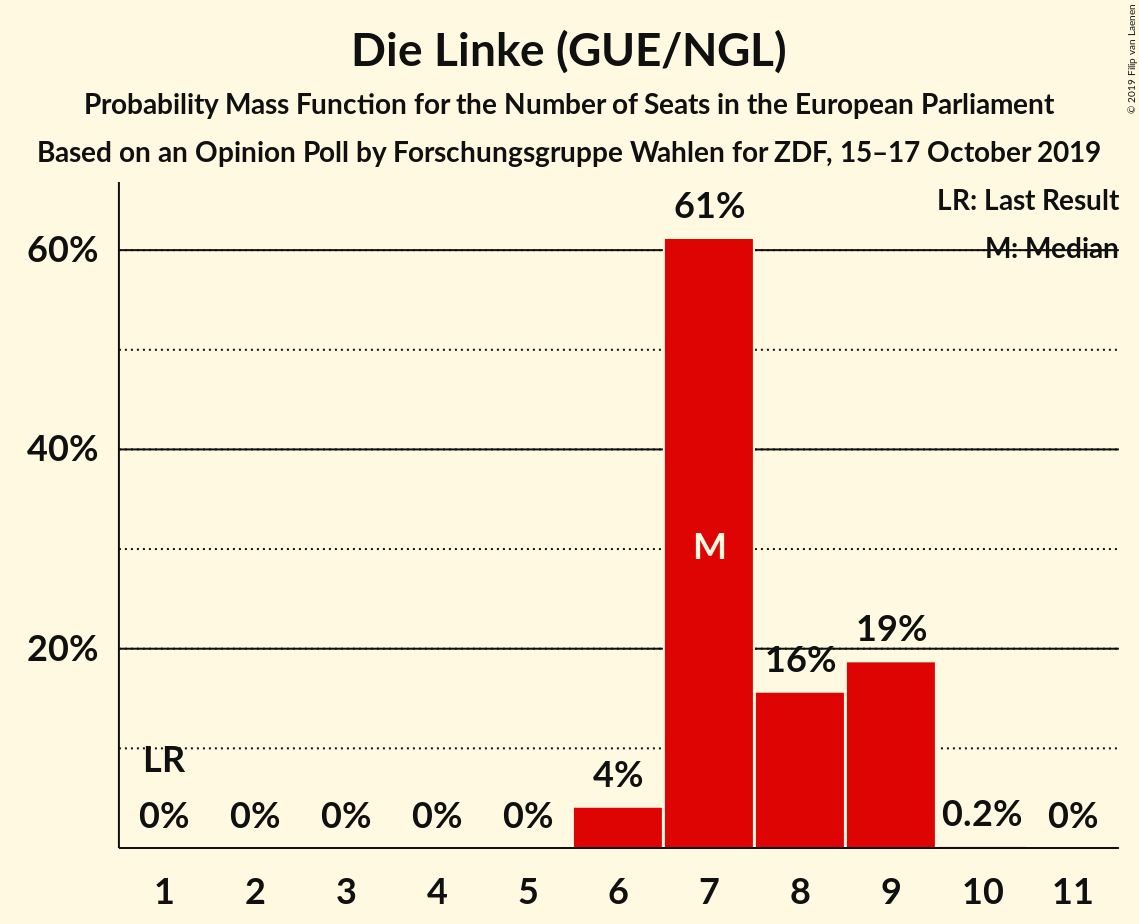 Die Linke (GUE/NGL)
Probability Mass Function for the Number of Seats in the European Parliament
Based on an Opinion Poll by Forschungsgruppe Wahlen for ZDF, 15–17 October 2019
© 2019 Filip van Laenen
LR: Last Result
M: Median
60%
40%
20%
61%
M
19%
16%
LR
4%
0% 0% 0% 0% 0% 0.2% 0%
1 2 3 4 5 6 7 8 9 10 11